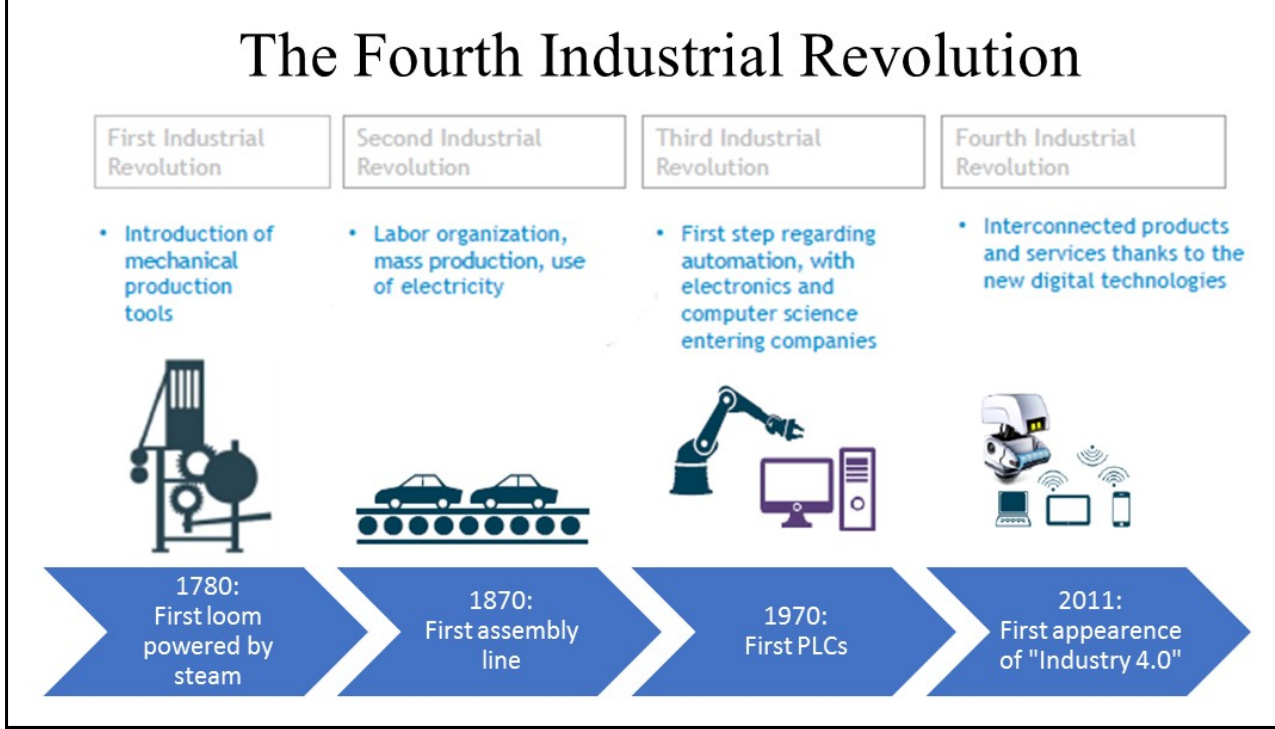 The Fourth Industrial Revolution
First Industrial
Revolution
Second Industrial
Revolution
Third Industrial
Revolution
Fourth Industrial
Revolution
• Introduction of
mechanical
production
tools
• Labor organization,
mass production, use
of electricity
• First step regarding
automation, with
electronics and
computer science
entering companies
• Interconnected products
and services thanks to the
new digital technologies
1780:
First loom
powered by
steam
1870:
First assembly
line
1970:
First PLCs
2011:
First appearence
of "Industry 4.0"